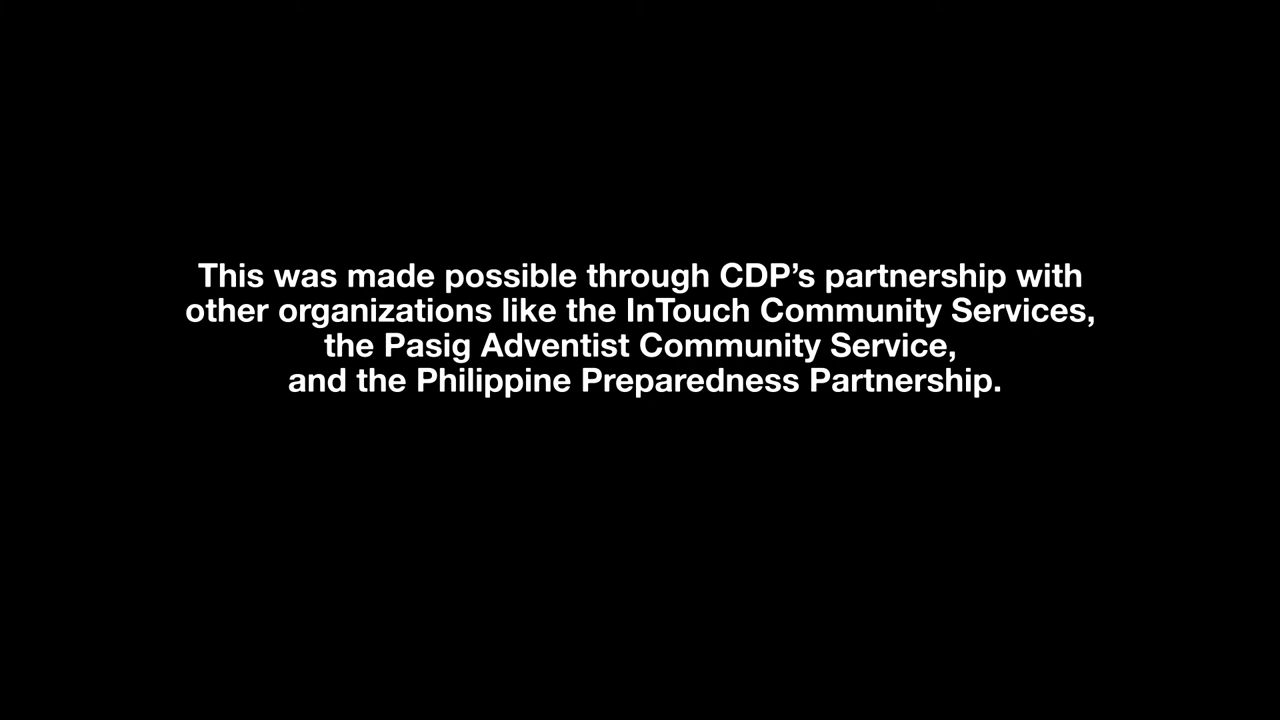 This was made possible through CDP’s partnership with
other organizations like the InTouch Community Services,
the Pasig Adventist Community Service,
and the Philippine Preparedness Partnership.